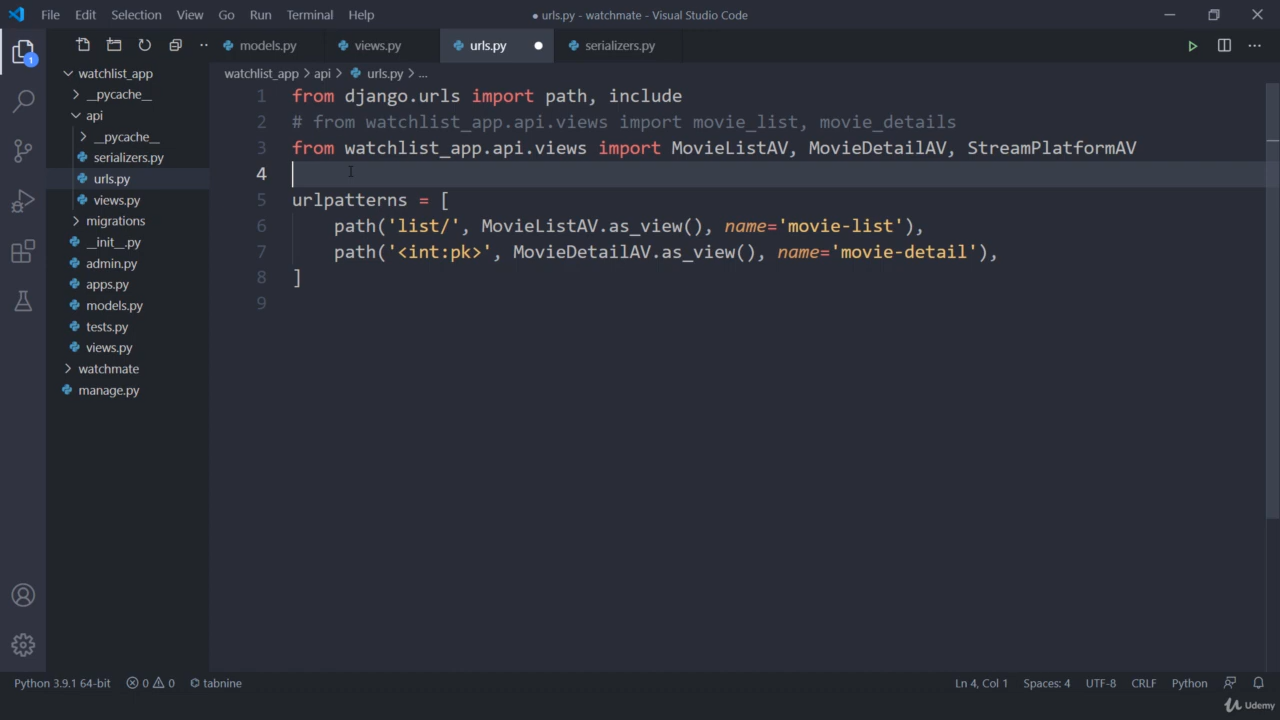 File Edit Selection View Go Run Terminal Help
● urls.py - watchmate - Visual Studio Code
models.py views.py urls.py serializers.py
watchlist_app > api > urls.py > ...
1
watchlist_app
__pycache__
api
__pycache__
serializers.py
urls.py
views.py
migrations
__init__.py
admin.py
apps.py
models.py
tests.py
views.py
watchmate
manage.py
1 from django.urls import path, include
2 # from watchlist_app.api.views import movie_list, movie_details
3 from watchlist_app.api.views import MovieListAV, MovieDetailAV, StreamPlatformAV
4
5 urlpatterns = [
6 path('list/', MovieListAV.as_view(), name='movie-list'),
7 path('<int:pk>', MovieDetailAV.as_view(), name='movie-detail'),
8 ]
9
Python 3.9.1 64-bit 0 0 tabnine Ln 4, Col 1 Spaces: 4 UTF-8 CRLF Python
Udemy